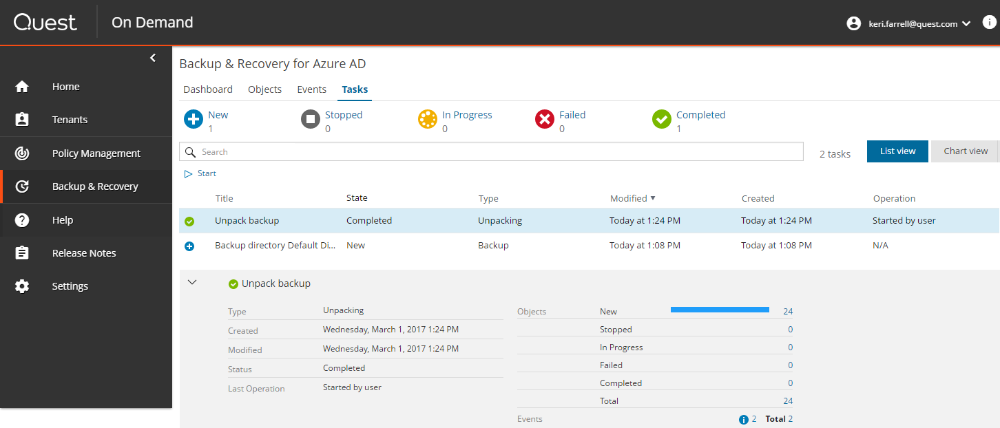 Quest On Demand keri.farrell@quest.com
Home
Tenants
Policy Management
Backup & Recovery
Help
Release Notes
Settings
Backup & Recovery for Azure AD
Dashboard Objects Events Tasks
New Stopped In Progress Failed Completed
1 0 0 0 1
Search 2 tasks List view Chart view
Start
Title State Type Modified Created Operation
Unpack backup Completed Unpacking Today at 1:24 PM Today at 1:24 PM Started by user
Backup directory Default Di... New Backup Today at 1:08 PM Today at 1:08 PM N/A
Unpack backup
Type Unpacking
Created Wednesday, March 1, 2017 1:24 PM
Modified Wednesday, March 1, 2017 1:24 PM
Status Completed
Last Operation Started by user
Objects New 24
Stopped 0
In Progress 0
Failed 0
Completed 0
Total 24
Events 2 Total 2